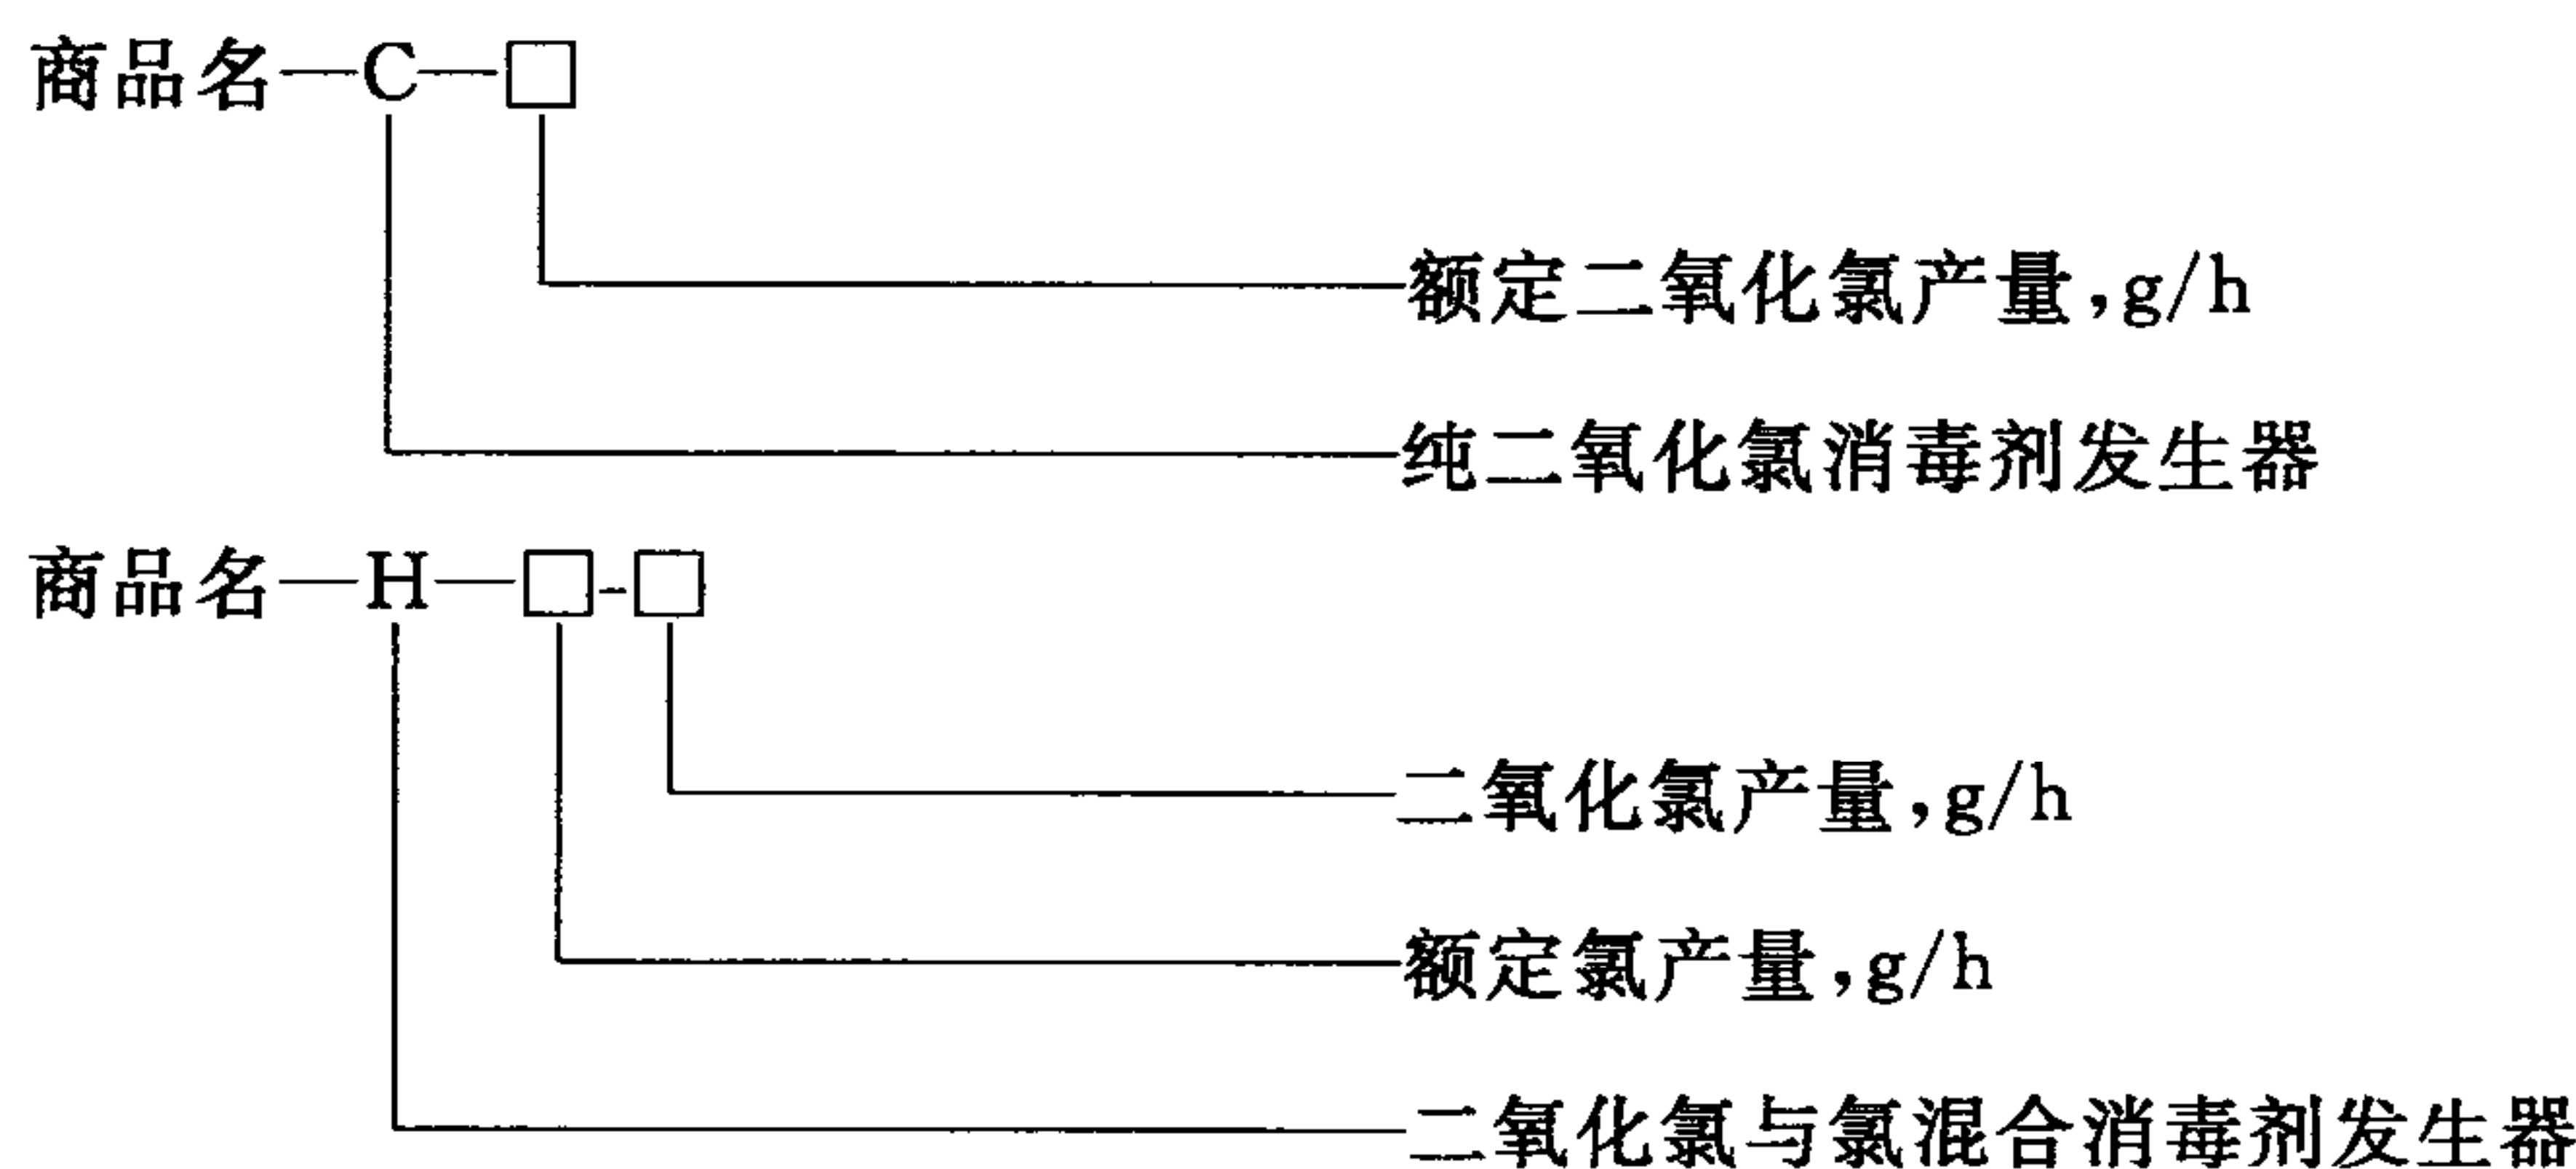 商品名—C—□
额定二氧化氯产量,g/h
纯二氧化氯消毒剂发生器
商品名—H—□-□
二氧化氯产量,g/h
额定氯产量,g/h
二氧化氯与氯混合消毒剂发生器